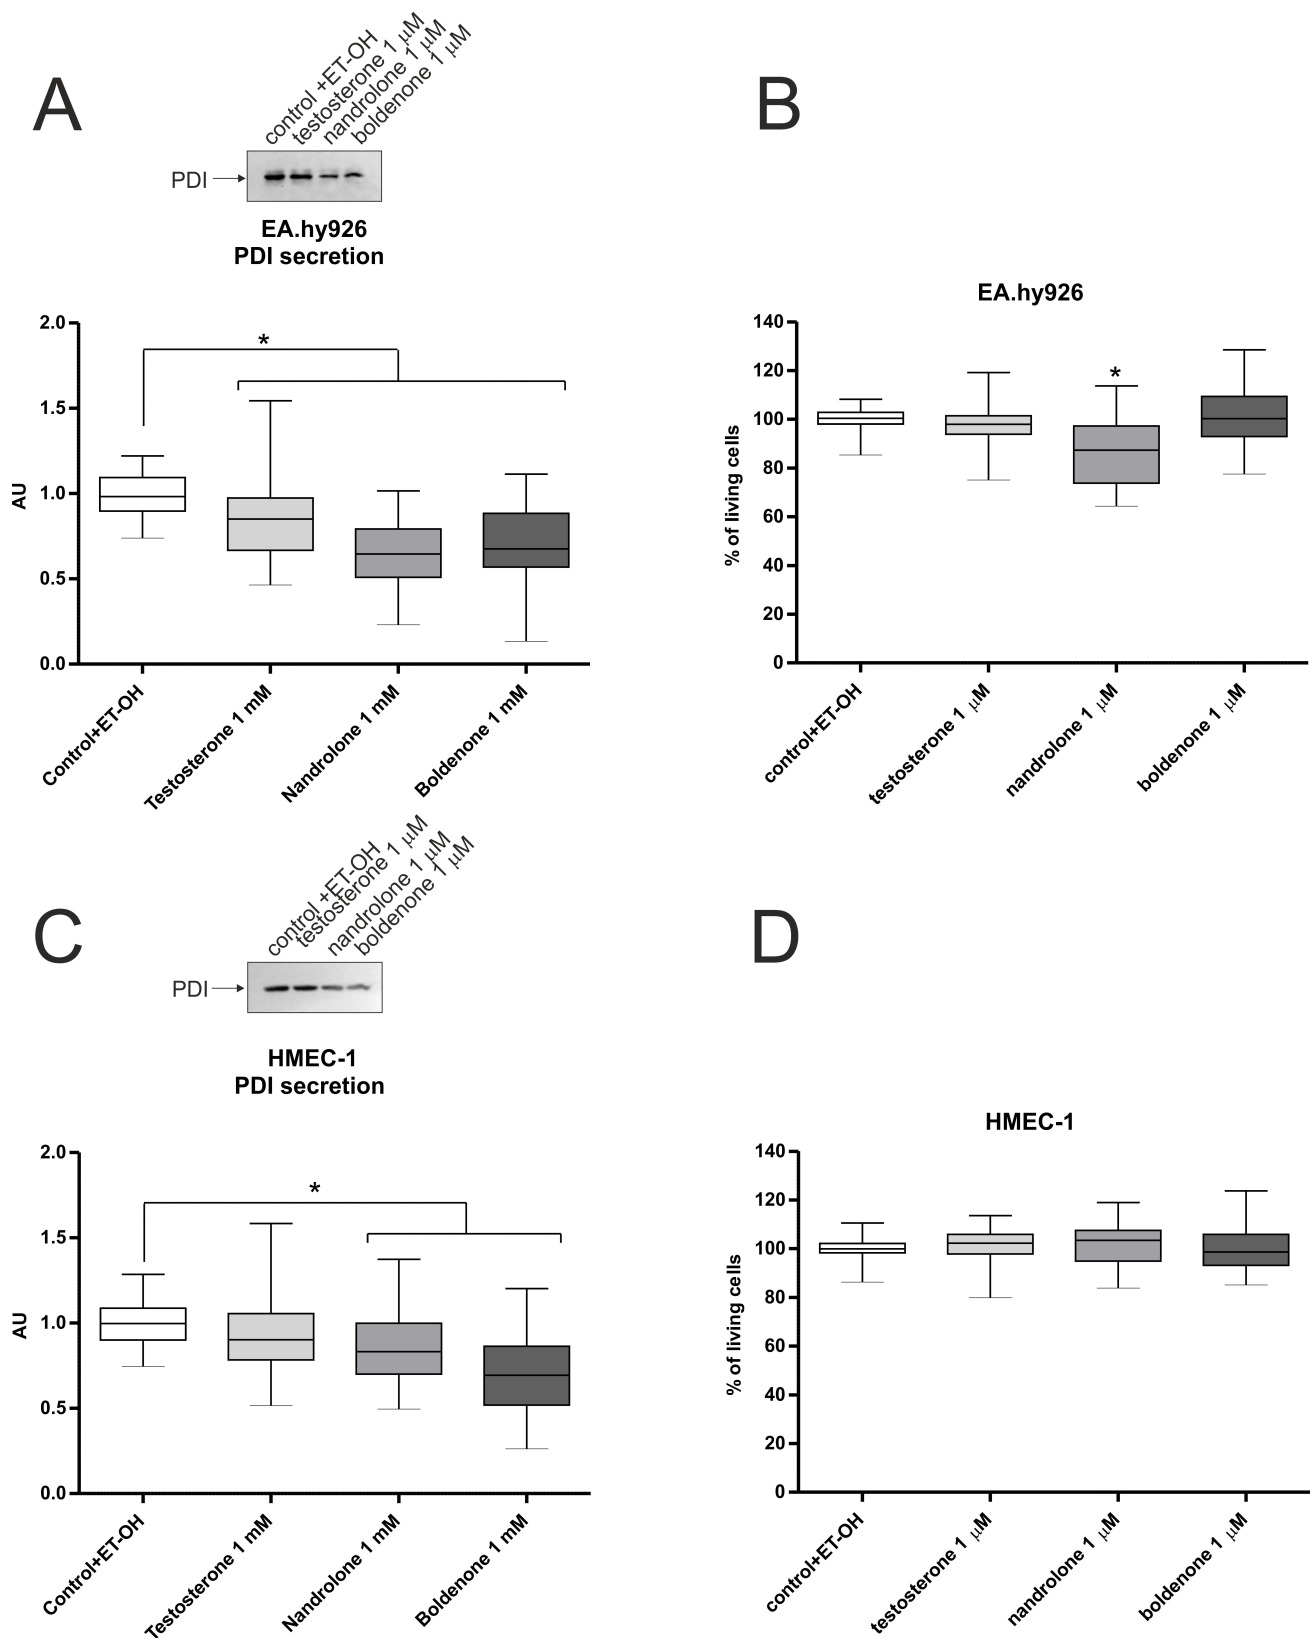 A
control +ET-OH
testosterone 1 μM
nandrolone 1 μM
boldenone 1 μM
PDI
EA.hy926
PDI secretion
2.0
1.5
1.0
0.5
0.0
AU
*
Control+ET-OH
Testosterone 1 mM
Nandrolone 1 mM
Boldenone 1 mM
B
EA.hy926
140
120
100
80
60
40
20
0
% of living cells
*
control+ET-OH
testosterone 1 μM
nandrolone 1 μM
boldenone 1 μM
C
control +ET-OH
testosterone 1 μM
nandrolone 1 μM
boldenone 1 μM
PDI
HMEC-1
PDI secretion
2.0
1.5
1.0
0.5
0.0
AU
*
Control+ET-OH
Testosterone 1 mM
Nandrolone 1 mM
Boldenone 1 mM
D
HMEC-1
140
120
100
80
60
40
20
0
% of living cells
control+ET-OH
testosterone 1 μM
nandrolone 1 μM
boldenone 1 μM